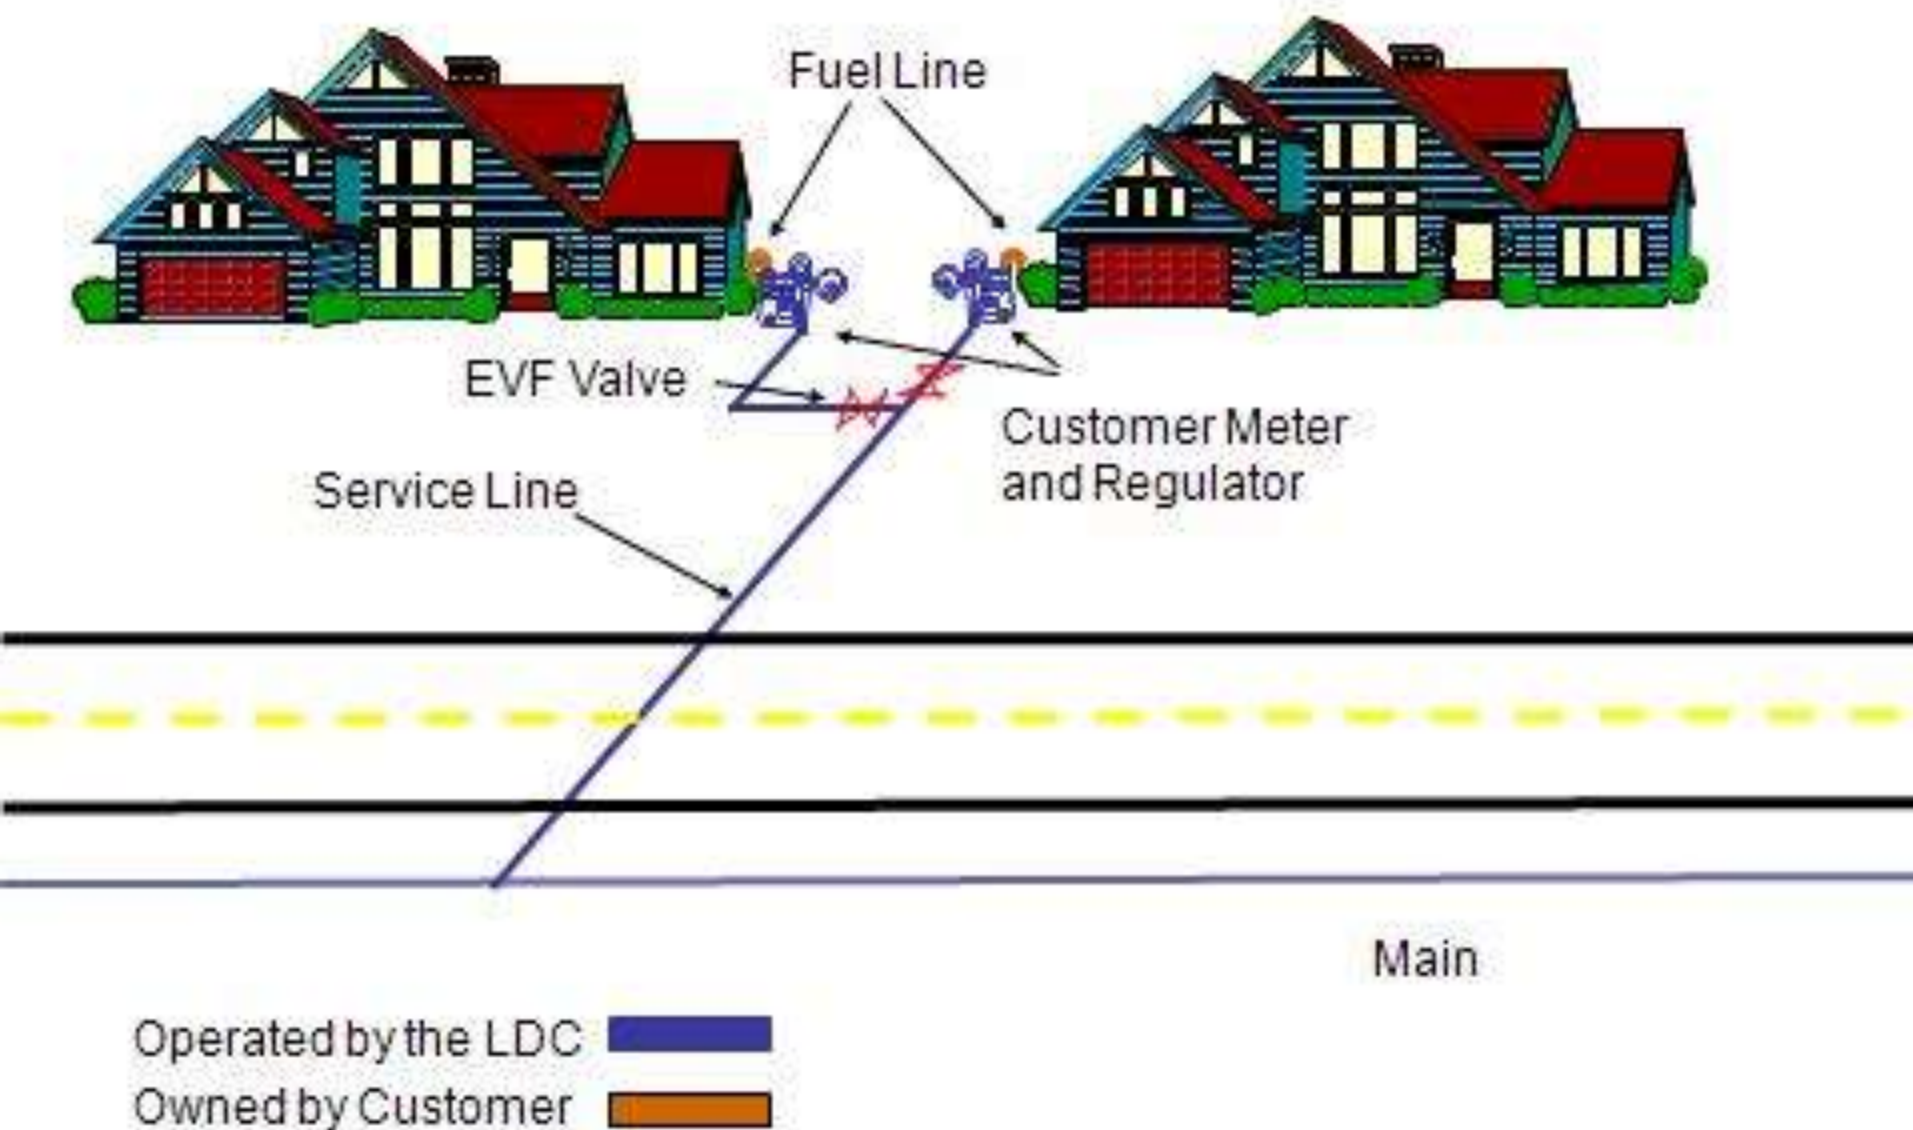 Fuel Line
EVF Valve
Customer Meter
and Regulator
Service Line
Main
Operated by the LDC
Owned by Customer